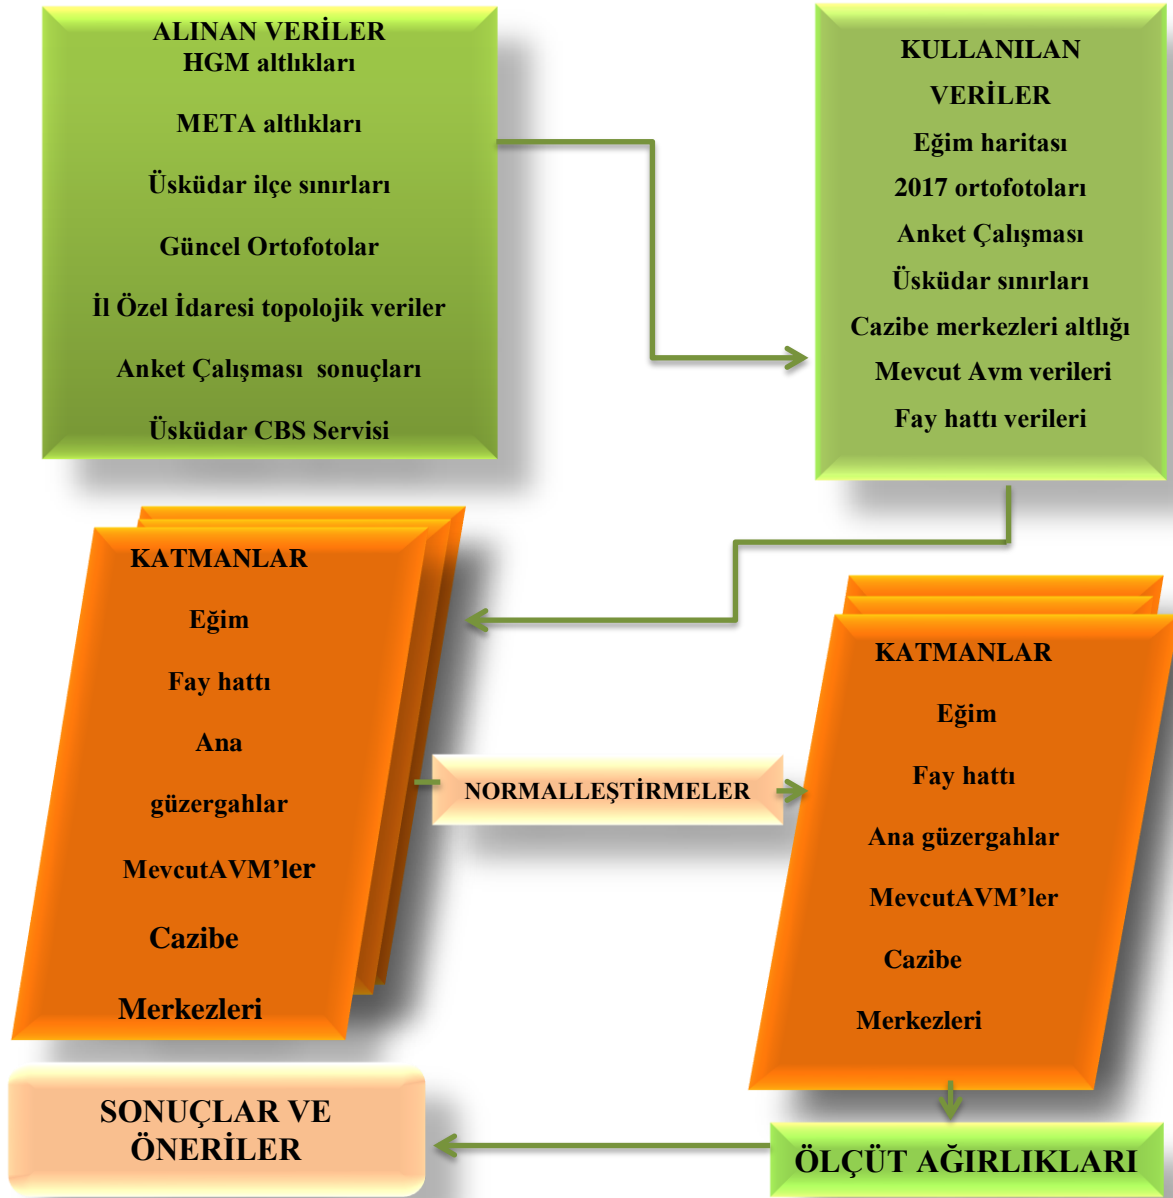 ALINAN VERİLER
HGM altlıkları
META altlıkları
Üsküdar ilçe sınırları
Güncel Ortofotolar
İl Özel İdaresi topolojik veriler
Anket Çalışması sonuçları
Üsküdar CBS Servisi
KULLANILAN
VERİLER
Eğim haritası
2017 ortofotoları
Anket Çalışması
Üsküdar sınırları
Cazibe merkezleri altlığı
Mevcut Avm verileri
Fay hattı verileri
KATMANLAR
Eğim
Fay hattı
Ana
güzergahlar
MevcutAVM’ler
Cazibe
Merkezleri
NORMALLEŞTİRMELER
KATMANLAR
Eğim
Fay hattı
Ana güzergahlar
MevcutAVM’ler
Cazibe
Merkezleri
ÖLÇÜT AĞIRLIKLARI
SONUÇLAR VE
ÖNERİLER